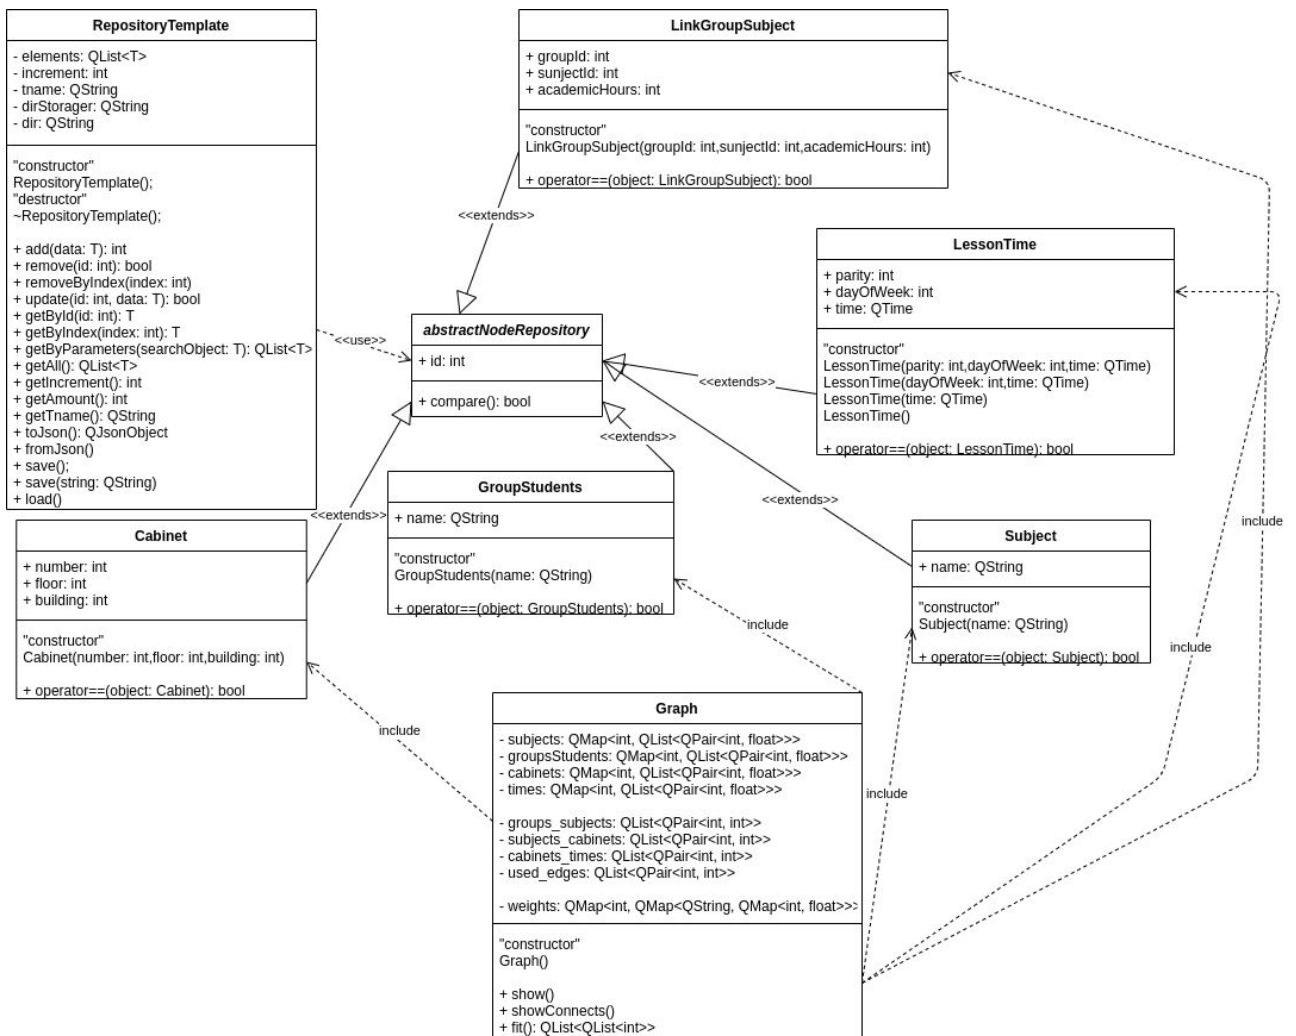 RepositoryTemplate
- elements: QList<T>
- increment: int
- tname: QString
- dirStorager: QString
- dir: QString
"constructor"
RepositoryTemplate();
"destructor"
~RepositoryTemplate();
+ add(data: T): int
+ remove(id: int): bool
+ removeByIndex(index: int)
+ update(id: int, data: T): bool
+ getById(id: int): T
+ getByIndex(index: int): T
+ getByParameters(searchObject: T): QList<T>
+ getAll(): QList<T>
+ getIncrement(): int
+ getAmount(): int
+ getTname(): QString
+ toJson(): QJsonObject
+ fromJson()
+ save();
+ save(string: QString)
+ load()
LinkGroupSubject
+ groupId: int
+ sunjectId: int
+ academicHours: int
"constructor"
LinkGroupSubject(groupId: int,sunjectId: int,academicHours: int)
+ operator==(object: LinkGroupSubject): bool
<<extends>>
LessonTime
+ parity: int
+ dayOfWeek: int
+ time: QTime
"constructor"
LessonTime(parity: int,dayOfWeek: int,time: QTime)
LessonTime(dayOfWeek: int,time: QTime)
LessonTime(time: QTime)
LessonTime()
+ operator==(object: LessonTime): bool
<<use>>
abstractNodeRepository
+ id: int
+ compare(): bool
<<extends>>
<<extends>>
<<extends>>
<<extends>>
Cabinet
+ number: int
+ floor: int
+ building: int
"constructor"
Cabinet(number: int,floor: int,building: int)
+ operator==(object: Cabinet): bool
GroupStudents
+ name: QString
"constructor"
GroupStudents(name: QString)
+ operator==(object: GroupStudents): bool
Subject
+ name: QString
"constructor"
Subject(name: QString)
+ operator==(object: Subject): bool
include
include
include
include
include
Graph
- subjects: QMap<int, QList<QPair<int, float>>>
- groupsStudents: QMap<int, QList<QPair<int, float>>>
- cabinets: QMap<int, QList<QPair<int, float>>>
- times: QMap<int, QList<QPair<int, float>>>
- groups_subjects: QList<QPair<int, int>>
- subjects_cabinets: QList<QPair<int, int>>
- cabinets_times: QList<QPair<int, int>>
- used_edges: QList<QPair<int, int>>
- weights: QMap<int, QMap<QString, QMap<int, float>>>
"constructor"
Graph()
+ show()
+ showConnects()
+ fit(): QList<QList<int>>